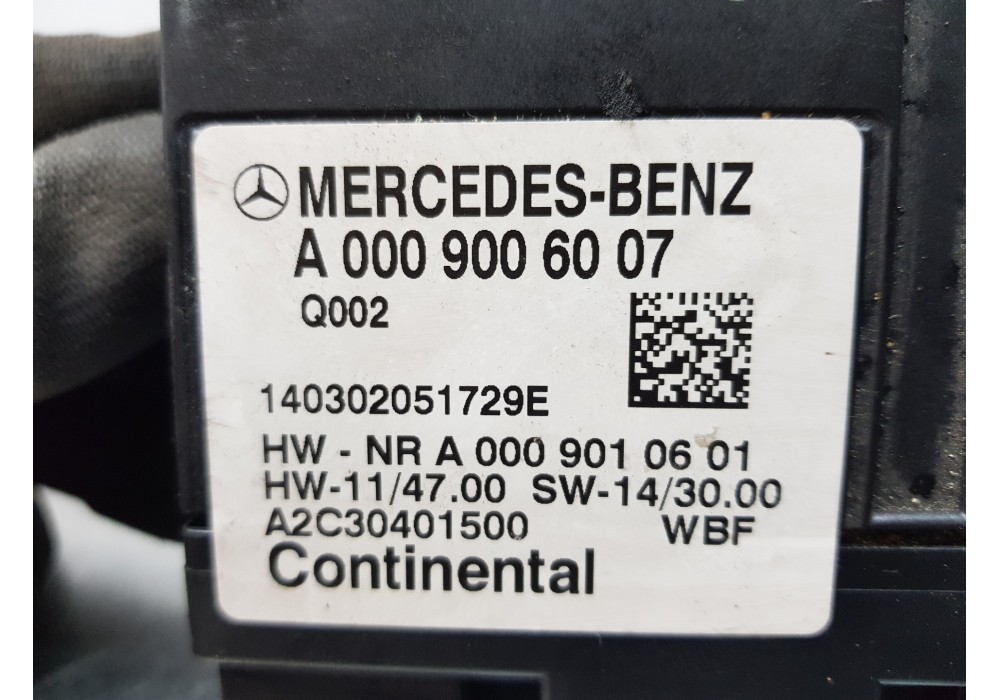 MERCEDES-BENZ
A 000 900 60 07
Q002
140302051729E
HW - NR A 000 901 06 01
HW-11/47.00 SW-14/30.00
A2C30401500 WBF
Continental